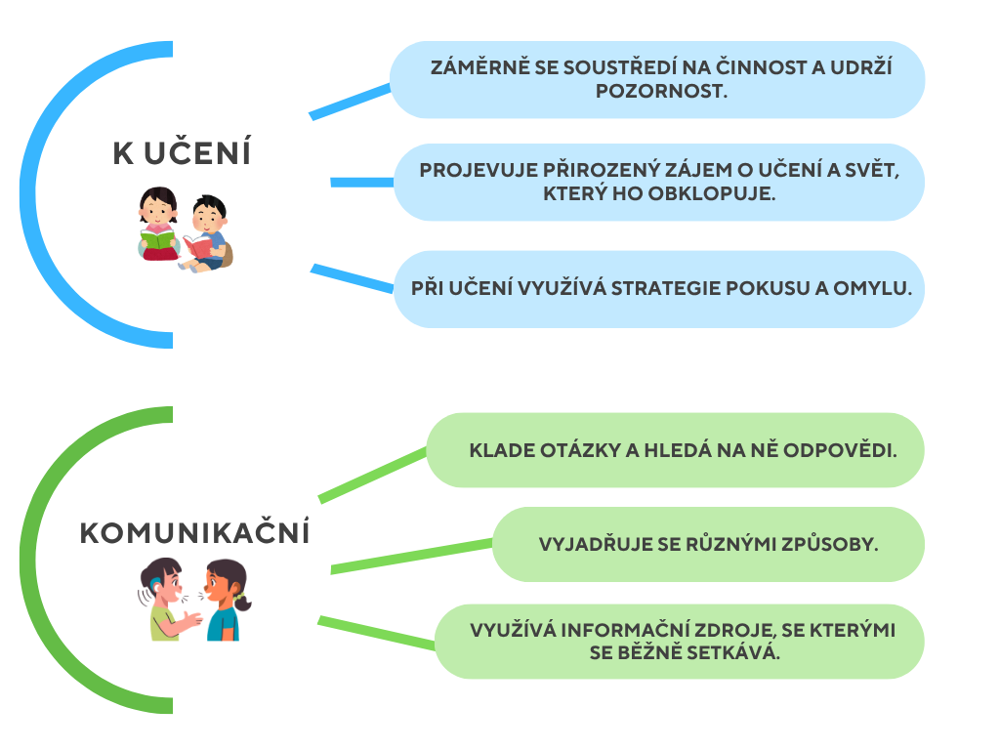 K UČENÍ
ZÁMĚRNĚ SE SOUSTŘEDÍ NA ČINNOST A UDRŽÍ
POZORNOST.
PROJEVUJE PŘIROZENÝ ZÁJEM O UČENÍ A SVĚT,
KTERÝ HO OBKLOPUJE.
PŘI UČENÍ VYUŽÍVÁ STRATEGIE POKUSU A OMYLU.
KOMUNIKAČNÍ
KLADE OTÁZKY A HLEDÁ NA NĚ ODPOVĚDI.
VYJADŘUJE SE RŮZNÝMI ZPŮSOBY.
VYUŽÍVÁ INFORMAČNÍ ZDROJE, SE KTERÝMI
SE BĚŽNĚ SETKÁVÁ.